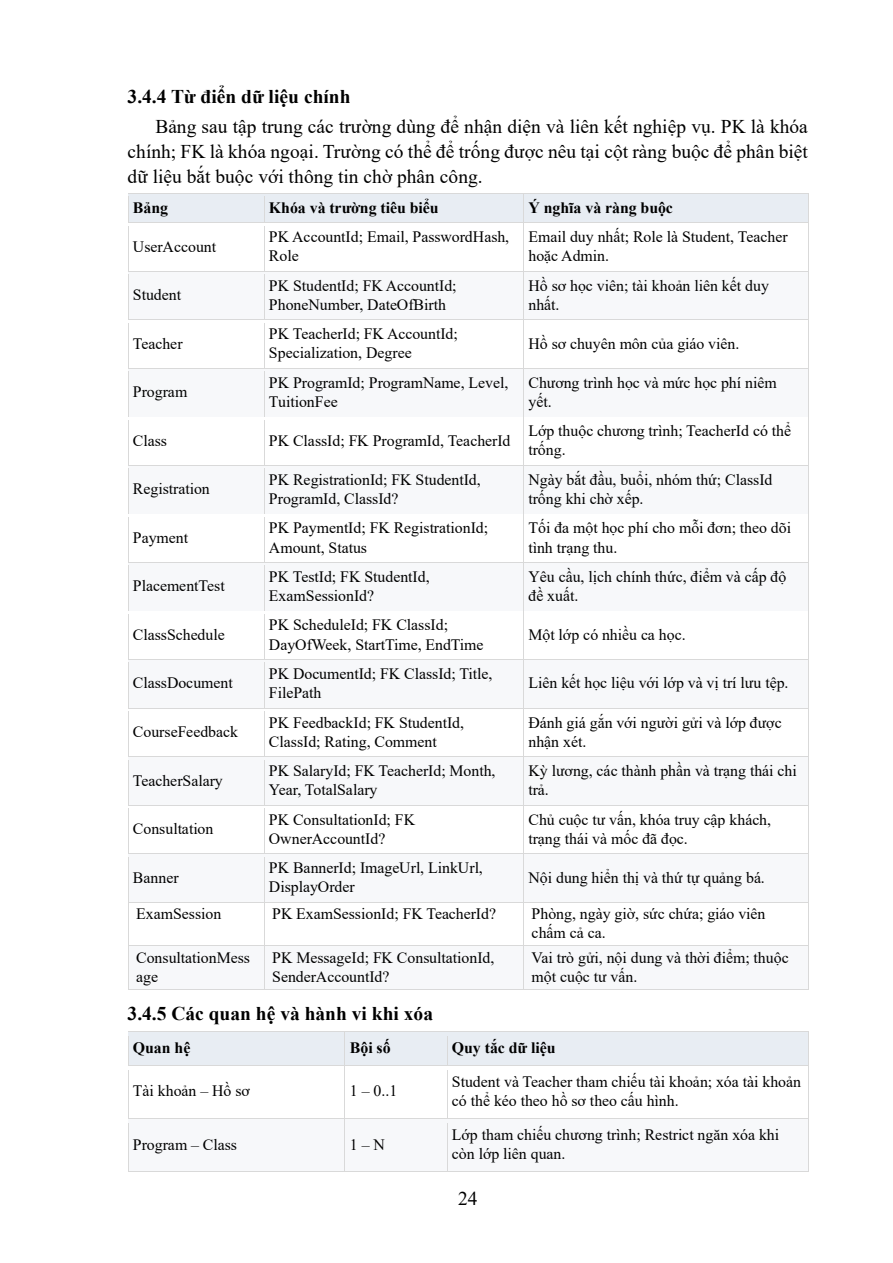 3.4.4 Từ điển dữ liệu chính
Bảng sau tập trung các trường dùng để nhận diện và liên kết nghiệp vụ. PK là khóa
chính; FK là khóa ngoại. Trường có thể để trống được nêu tại cột ràng buộc để phân biệt
dữ liệu bắt buộc với thông tin chờ phân công.
Bảng Khóa và trường tiêu biểu Ý nghĩa và ràng buộc
UserAccount
PK AccountId; Email, PasswordHash,
Role
Email duy nhất; Role là Student, Teacher
hoặc Admin.
Student
PK StudentId; FK AccountId;
PhoneNumber, DateOfBirth
Hồ sơ học viên; tài khoản liên kết duy
nhất.
Teacher
PK TeacherId; FK AccountId;
Specialization, Degree
Hồ sơ chuyên môn của giáo viên.
Program
PK ProgramId; ProgramName, Level,
TuitionFee
Chương trình học và mức học phí niêm
yết.
Class
PK ClassId; FK ProgramId, TeacherId
Lớp thuộc chương trình; TeacherId có thể
trống.
Registration
PK RegistrationId; FK StudentId,
ProgramId, ClassId?
Ngày bắt đầu, buổi, nhóm thứ; ClassId
trống khi chờ xếp.
Payment
PK PaymentId; FK RegistrationId;
Amount, Status
Tối đa một học phí cho mỗi đơn; theo dõi
tình trạng thu.
PlacementTest
PK TestId; FK StudentId,
ExamSessionId?
Yêu cầu, lịch chính thức, điểm và cấp độ
đề xuất.
ClassSchedule
PK ScheduleId; FK ClassId;
DayOfWeek, StartTime, EndTime
Một lớp có nhiều ca học.
ClassDocument
PK DocumentId; FK ClassId; Title,
FilePath
Liên kết học liệu với lớp và vị trí lưu tệp.
CourseFeedback
PK FeedbackId; FK StudentId,
ClassId; Rating, Comment
Đánh giá gắn với người gửi và lớp được
nhận xét.
TeacherSalary
PK SalaryId; FK TeacherId; Month,
Year, TotalSalary
Kỳ lương, các thành phần và trạng thái chi
trả.
Consultation
PK ConsultationId; FK
OwnerAccountId?
Chủ cuộc tư vấn, khóa truy cập khách,
trạng thái và mốc đã đọc.
Banner
PK BannerId; ImageUrl, LinkUrl,
DisplayOrder
Nội dung hiển thị và thứ tự quảng bá.
ExamSession
PK ExamSessionId; FK TeacherId?
Phòng, ngày giờ, sức chứa; giáo viên
chấm cả ca.
ConsultationMess
age
PK MessageId; FK ConsultationId,
SenderAccountId?
Vai trò gửi, nội dung và thời điểm; thuộc
một cuộc tư vấn.
3.4.5 Các quan hệ và hành vi khi xóa
Quan hệ Bội số Quy tắc dữ liệu
Tài khoản – Hồ sơ
1 – 0..1
Student và Teacher tham chiếu tài khoản; xóa tài khoản
có thể kéo theo hồ sơ theo cấu hình.
Program – Class
1 – N
Lớp tham chiếu chương trình; Restrict ngăn xóa khi
còn lớp liên quan.
24